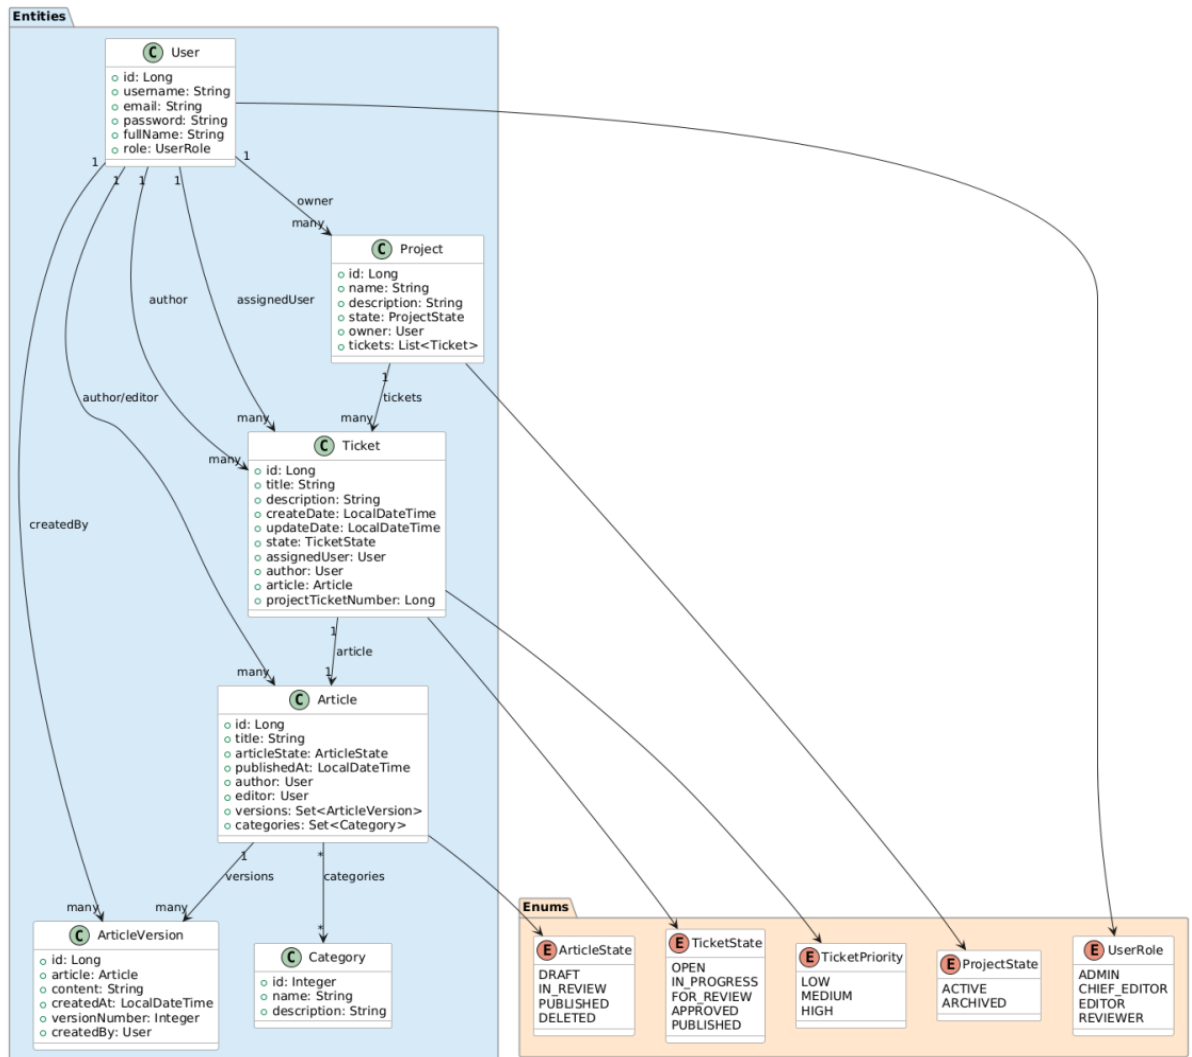 Entities
C User
id: Long
username: String
email: String
password: String
fullName: String
role: UserRole
1
1
1
1
1
owner
many
C Project
id: Long
name: String
description: String
state: ProjectState
owner: User
tickets: List<Ticket>
author
assignedUser
1
tickets
author/editor
many
many
many
C Ticket
id: Long
title: String
description: String
createDate: LocalDateTime
updateDate: LocalDateTime
state: TicketState
assignedUser: User
author: User
article: Article
projectTicketNumber: Long
createdBy
1
article
many
1
C Article
id: Long
title: String
articleState: ArticleState
publishedAt: LocalDateTime
author: User
editor: User
versions: Set<ArticleVersion>
categories: Set<Category>
1
*
versions
categories
many
many
*
C ArticleVersion
id: Long
article: Article
content: String
createdAt: LocalDateTime
versionNumber: Integer
createdBy: User
C Category
id: Integer
name: String
description: String
Enums
E ArticleState
DRAFT
IN_REVIEW
PUBLISHED
DELETED
E TicketState
OPEN
IN_PROGRESS
FOR_REVIEW
APPROVED
PUBLISHED
E TicketPriority
LOW
MEDIUM
HIGH
E ProjectState
ACTIVE
ARCHIVED
E UserRole
ADMIN
CHIEF_EDITOR
EDITOR
REVIEWER